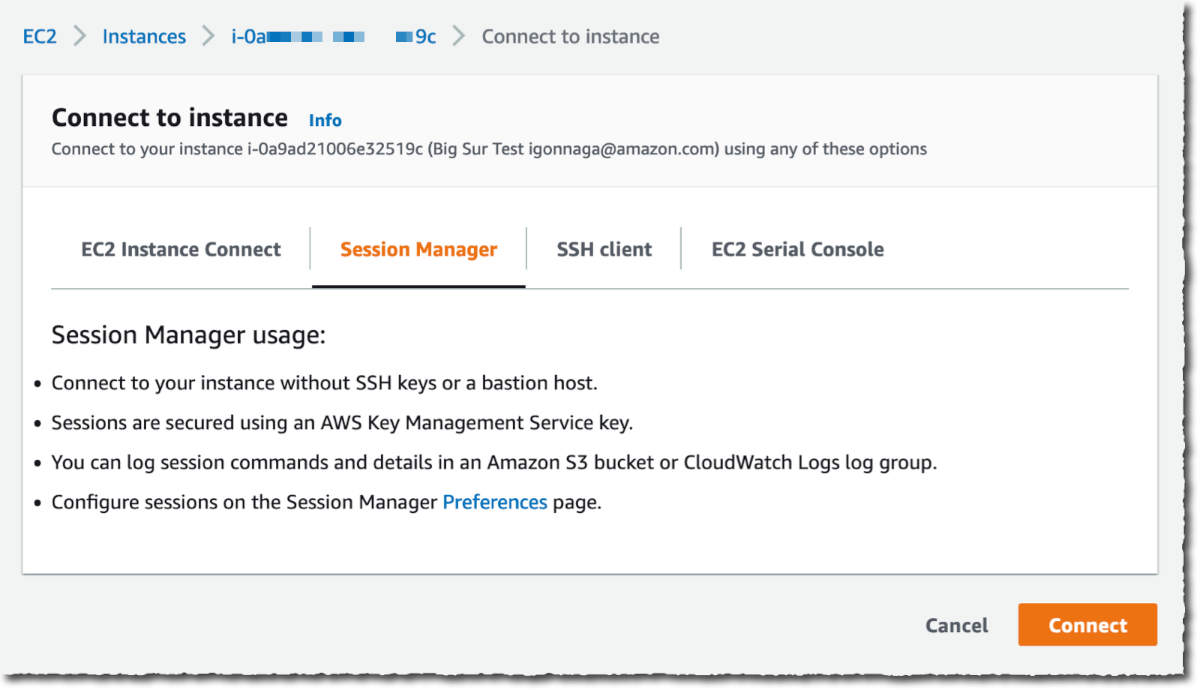 EC2 > Instances > i-0a 9c > Connect to instance
Connect to instance Info
Connect to your instance i-0a9ad21006e32519c (Big Sur Test igonnaga@amazon.com) using any of these options
EC2 Instance Connect Session Manager SSH client EC2 Serial Console
Session Manager usage:
• Connect to your instance without SSH keys or a bastion host.
• Sessions are secured using an AWS Key Management Service key.
• You can log session commands and details in an Amazon S3 bucket or CloudWatch Logs log group.
• Configure sessions on the Session Manager Preferences page.
Cancel Connect